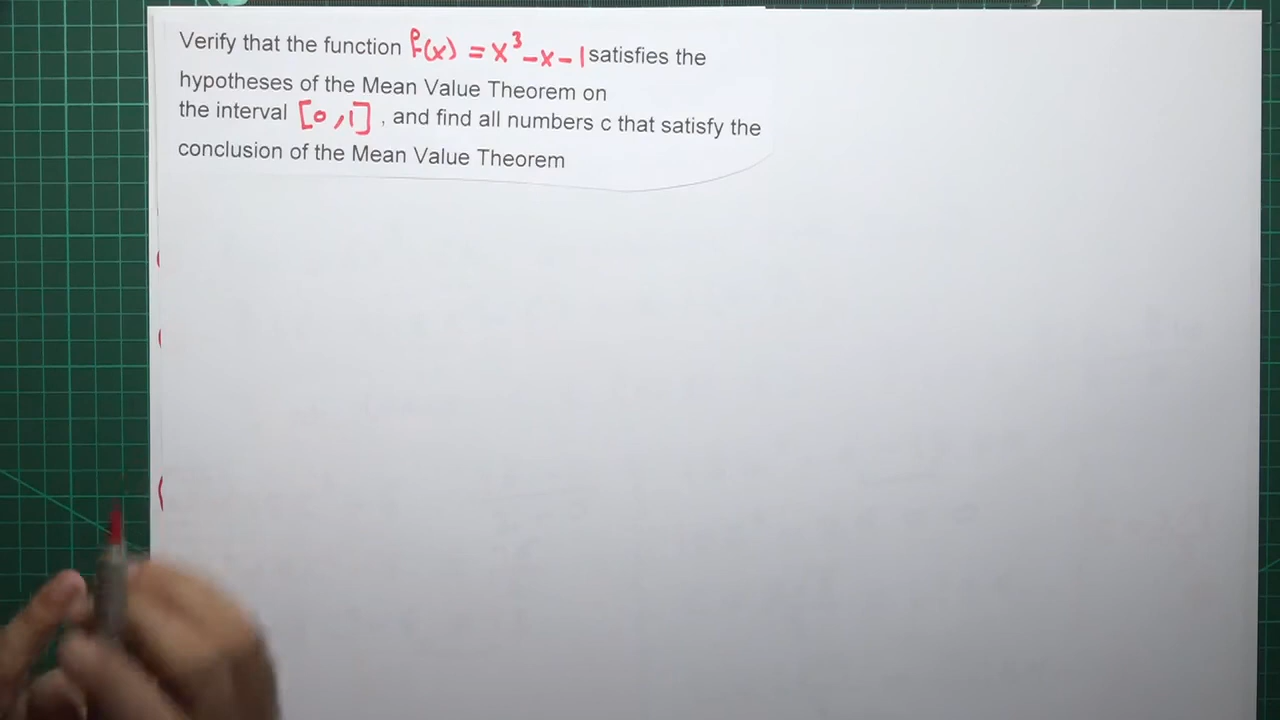 Verify that the function f(x) = x³-x-1 satisfies the
hypotheses of the Mean Value Theorem on
the interval [0,1] , and find all numbers c that satisfy the
conclusion of the Mean Value Theorem